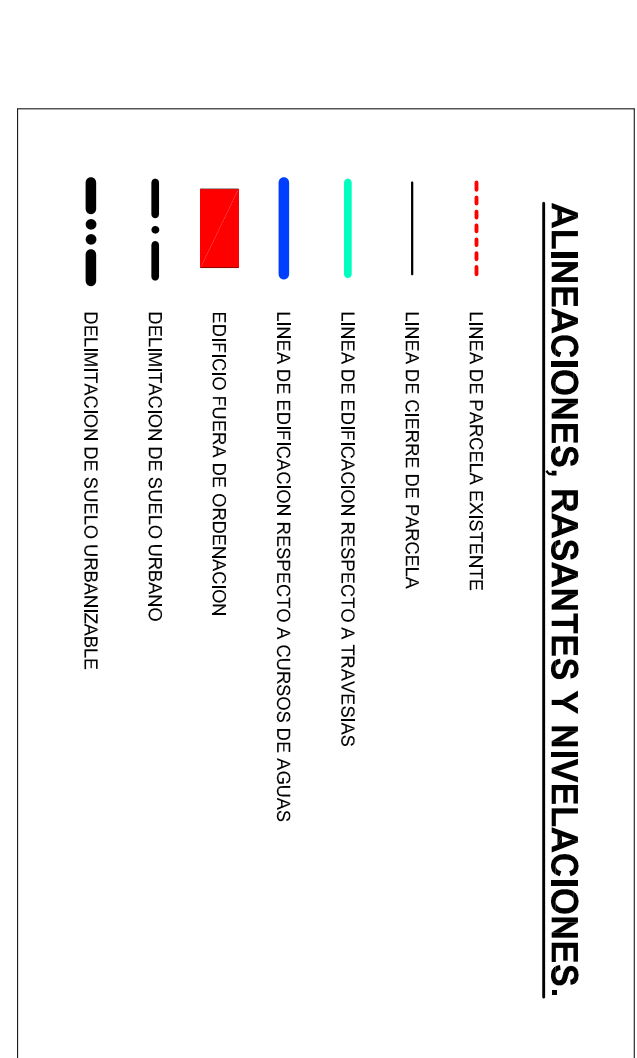 ALINEACIONES, RASANTES Y NIVELACIONES.
LINEA DE PARCELA EXISTENTE
LINEA DE CIERRE DE PARCELA
LINEA DE EDIFICACION RESPECTO A TRAVESIAS
LINEA DE EDIFICACION RESPECTO A CURSOS DE AGUAS
EDIFICIO FUERA DE ORDENACION
DELIMITACION DE SUELO URBANO
DELIMITACION DE SUELO URBANIZABLE